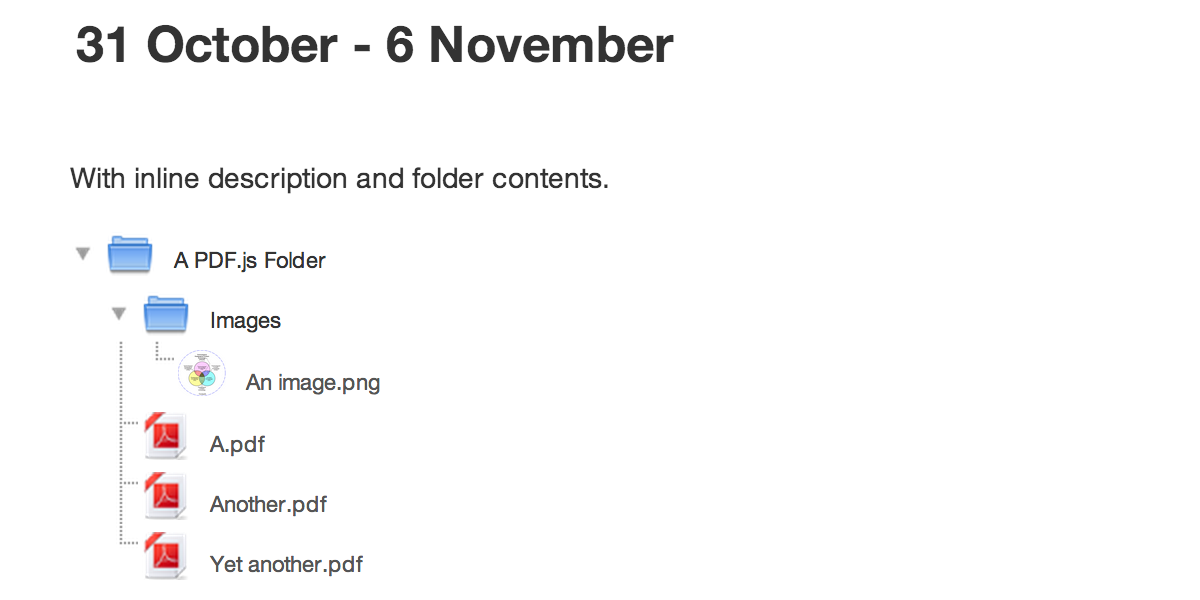 31 October - 6 November
With inline description and folder contents.
A PDF.js Folder
Images
An image.png
A.pdf
Another.pdf
Yet another.pdf